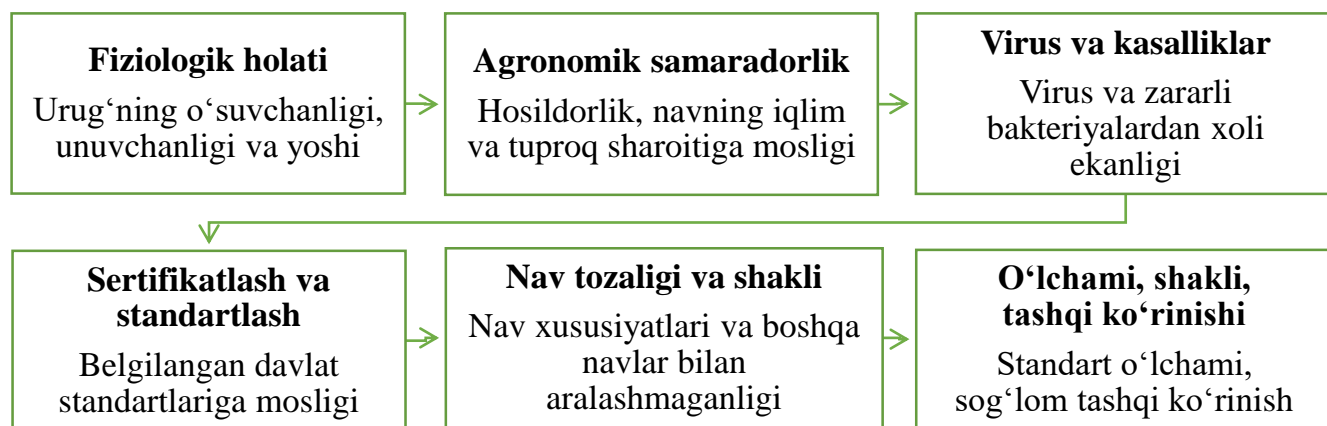 Fiziologik holati
Urug‘ning o‘suvchanligi,
unuvchanligi va yoshi
Agronomik samaradorlik
Hosildorlik, navning iqlim
va tuproq sharoitiga mosligi
Virus va kasalliklar
Virus va zararli
bakteriyalardan xoli
ekanligi
Sertifikatlash va
standartlash
Belgilangan davlat
standartlariga mosligi
Nav tozaligi va shakli
Nav xususiyatlari va boshqa
navlar bilan
aralashmaganligi
O‘lchami, shakli,
tashqi ko‘rinishi
Standart o‘lchami,
sog‘lom tashqi ko‘rinish